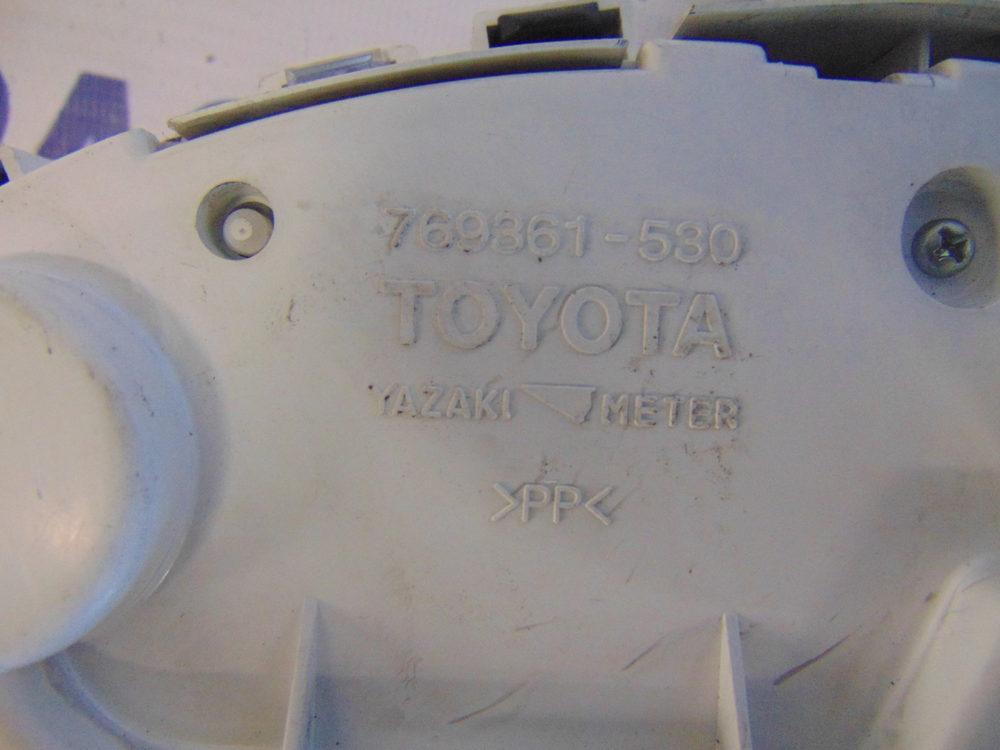 769361-530
TOYOTA
YAZAKI METER
>PP<